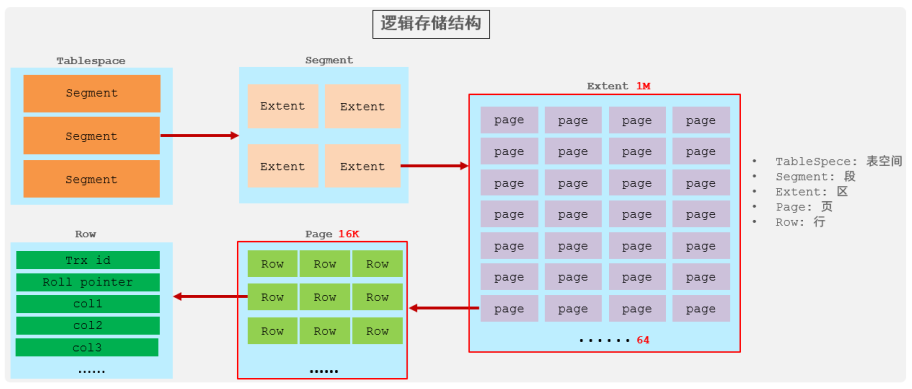 逻辑存储结构
Tablespace
Segment
Segment
Segment
Segment
Extent Extent
Extent Extent
Extent 1M
page page page page
page page page page
page page page page
page page page page
page page page page
page page page page
page page page page
······ 64
• TableSpece: 表空间
• Segment: 段
• Extent: 区
• Page: 页
• Row: 行
Row
Trx id
Roll pointer
col1
col2
col3
……
Page 16K
Row Row Row
Row Row Row
Row Row Row
……